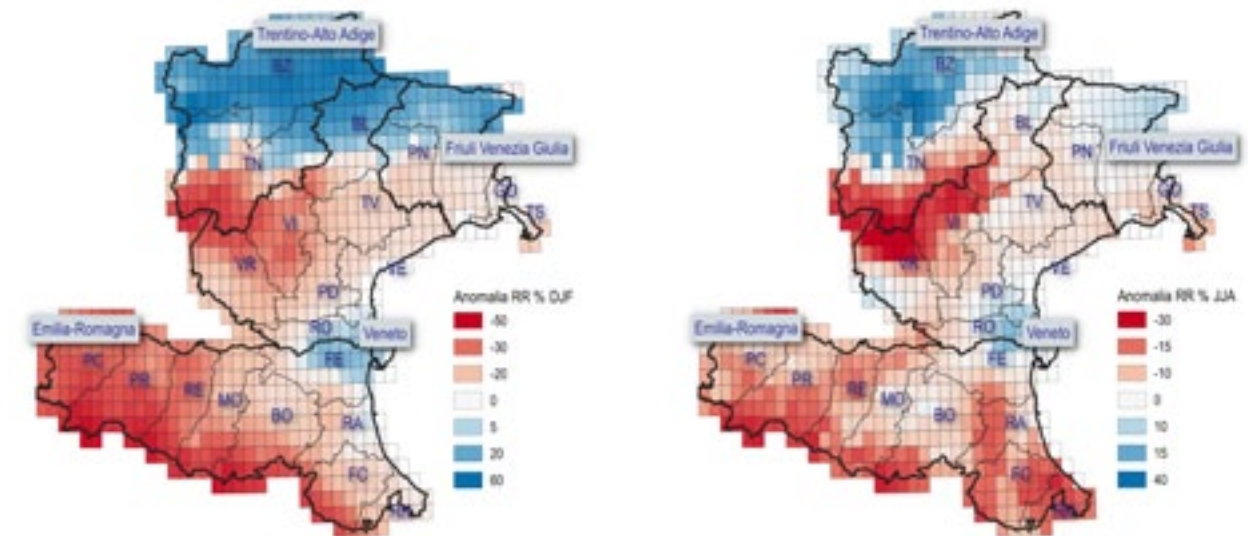 Trentino-Alto Adige
BZ
BL
Friuli Venezia Giulia
PN
TN
GO
TS
TV
VI
VR
VE
PD
RO
Veneto
Emilia-Romagna
FE
PC
PR
RE
MO
BO
RA
FC
RN
Anomalia RR % DJF
-50
-30
-20
0
5
20
60
Trentino-Alto Adige
BZ
BL
PN
Friuli Venezia Giulia
TN
GO
TS
TV
VI
VR
VE
PD
RO
Veneto
Emilia-Romagna
FE
PC
PR
RE
MO
BO
RA
FC
Anomalia RR % JJA
-30
-15
-10
0
10
15
40